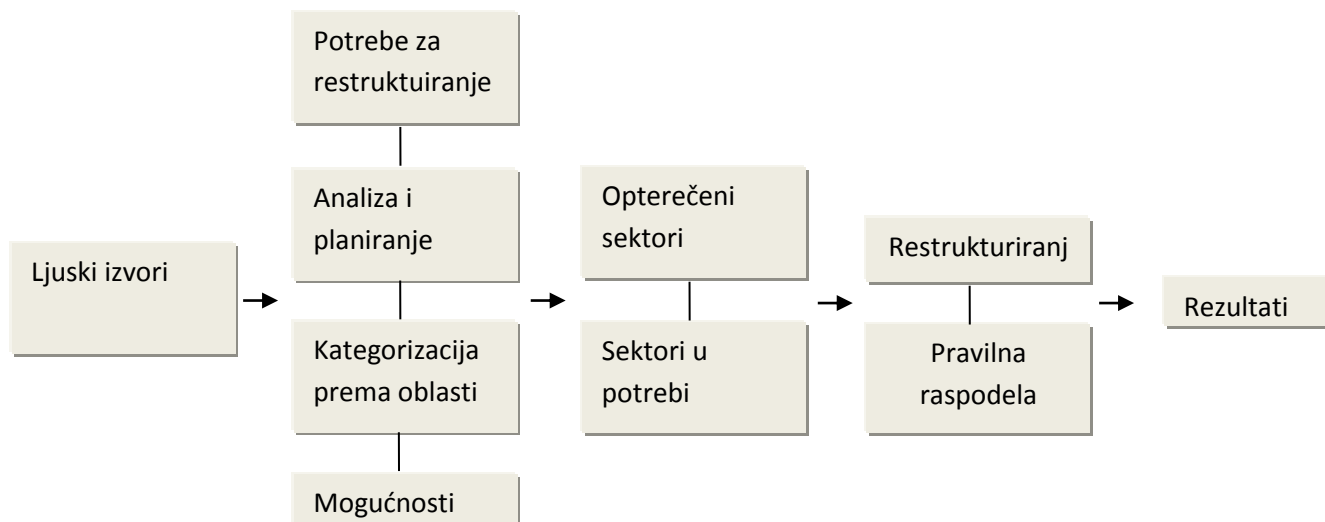 Ljuski izvori
Potrebe za
restruktuiranje
Analiza i
planiranje
Kategorizacija
prema oblasti
Mogućnosti
Opterečeni
sektori
Sektori u
potrebi
Restrukturiranj
Pravilna
raspodela
Rezultati